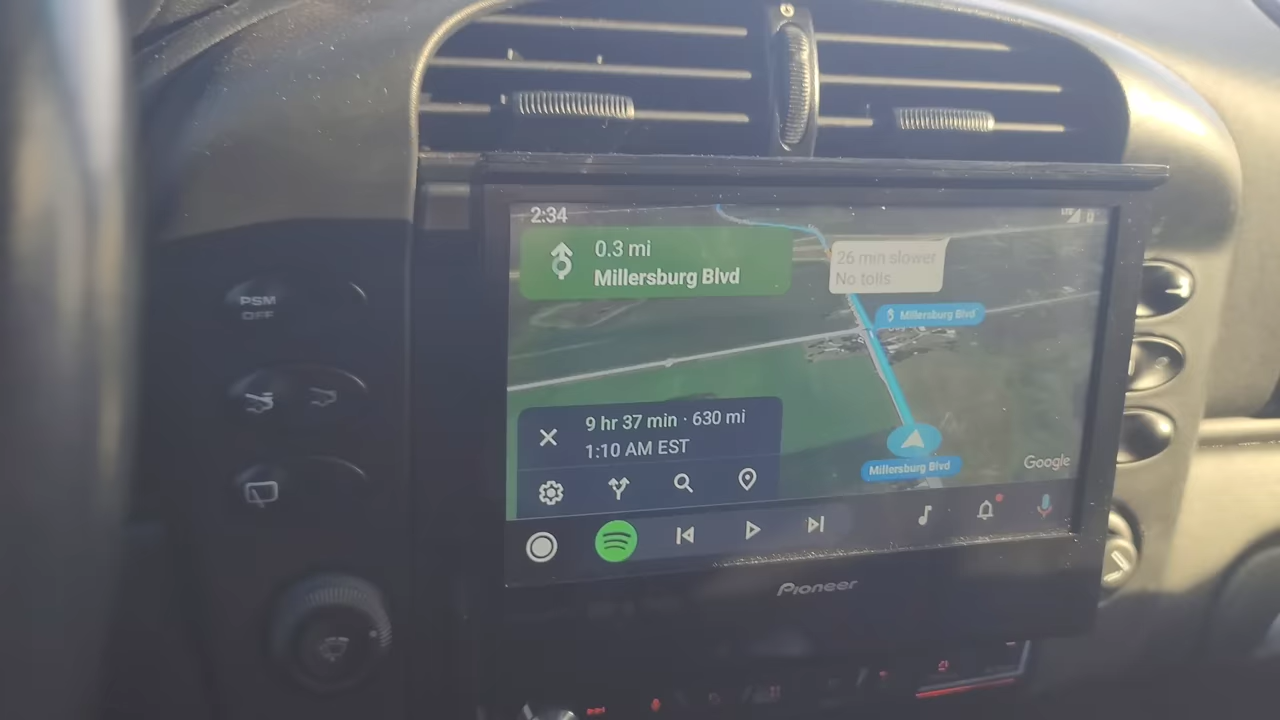 2:34
LTE
0.3 mi
Millersburg Blvd
26 min slower
No tolls
Millersburg Blvd
PSM
OFF
9 hr 37 min · 630 mi
1:10 AM EST
Millersburg Blvd
Google
Pioneer